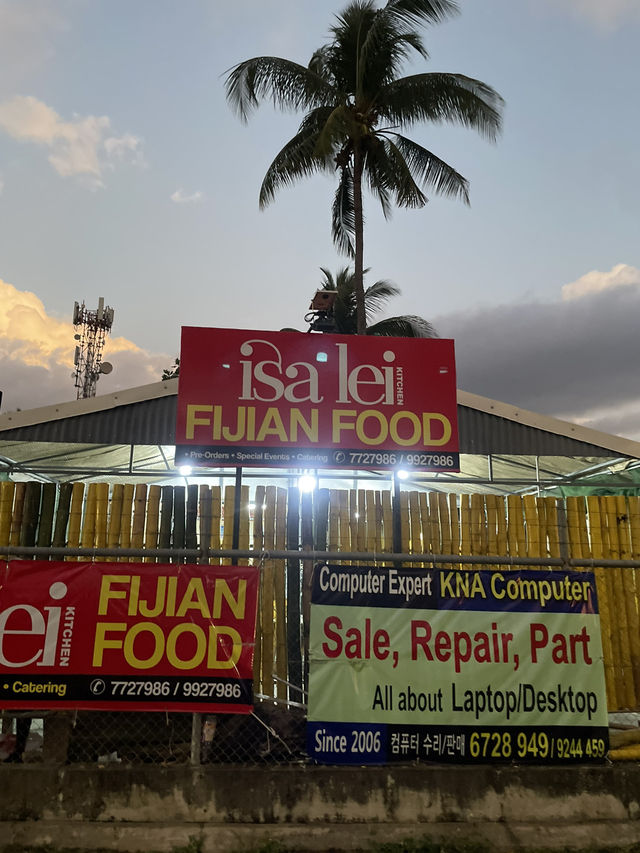 isa lei KITCHEN
FIJIAN FOOD
• Pre-Orders • Special Events • Catering 7727986 / 9927986
ei KITCHEN
FIJIAN
FOOD
• Catering 7727986 / 9927986
Computer Expert KNA Computer
Sale, Repair, Part
All about Laptop/Desktop
Since 2006 컴퓨터 수리/판매 6728 949 / 9244 459